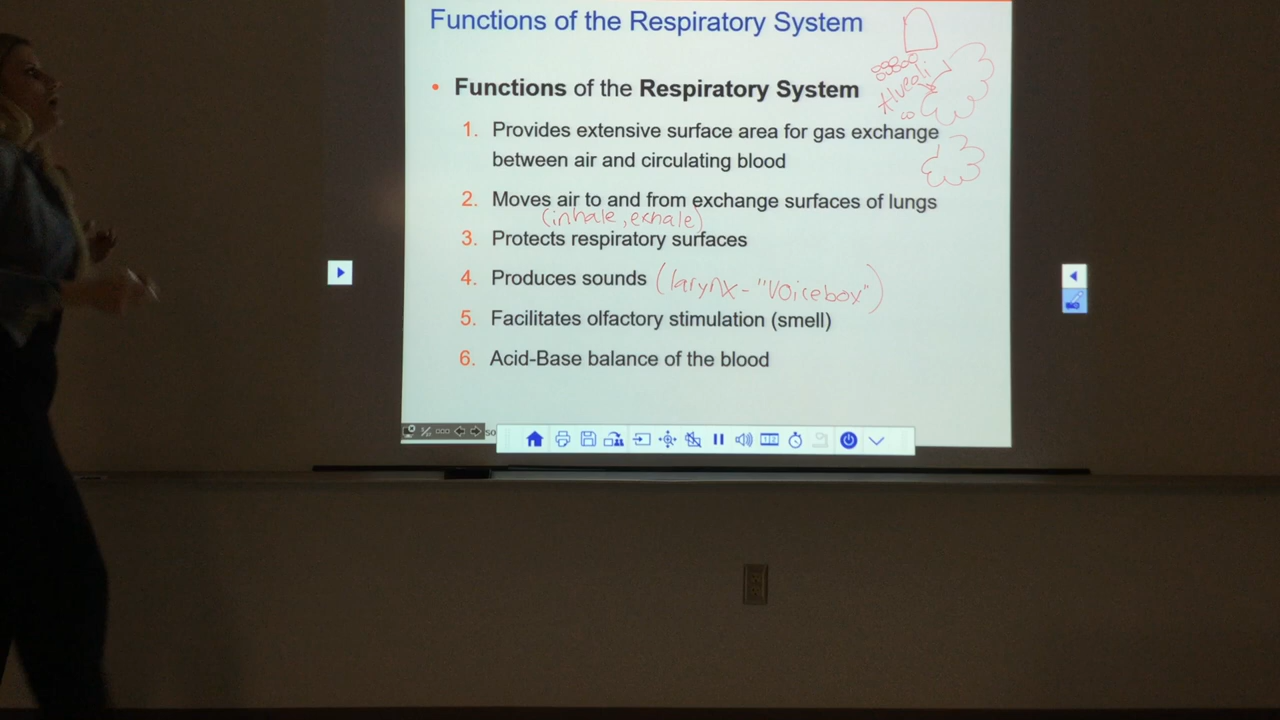 Functions of the Respiratory System
• Functions of the Respiratory System
Alveoli
1. Provides extensive surface area for gas exchange
between air and circulating blood
2. Moves air to and from exchange surfaces of lungs
(inhale, exhale)
3. Protects respiratory surfaces
4. Produces sounds (larynx- "Voicebox")
5. Facilitates olfactory stimulation (smell)
6. Acid-Base balance of the blood